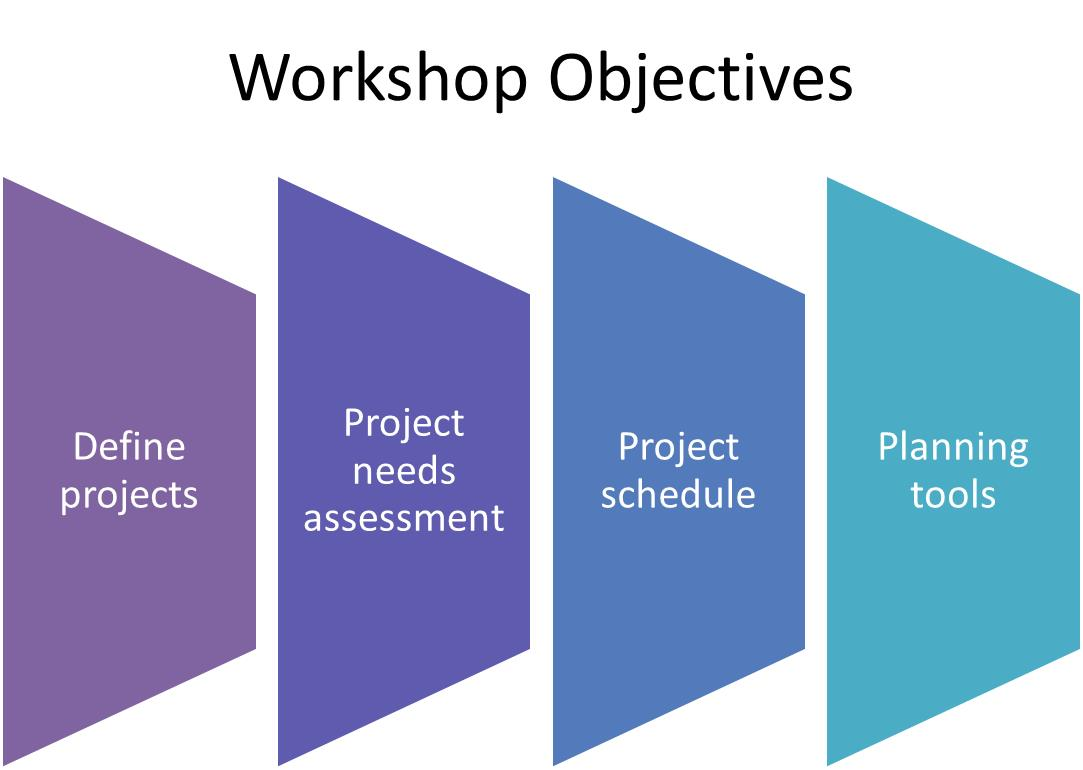 Workshop Objectives
Define
projects
Project
needs
assessment
Project
schedule
Planning
tools